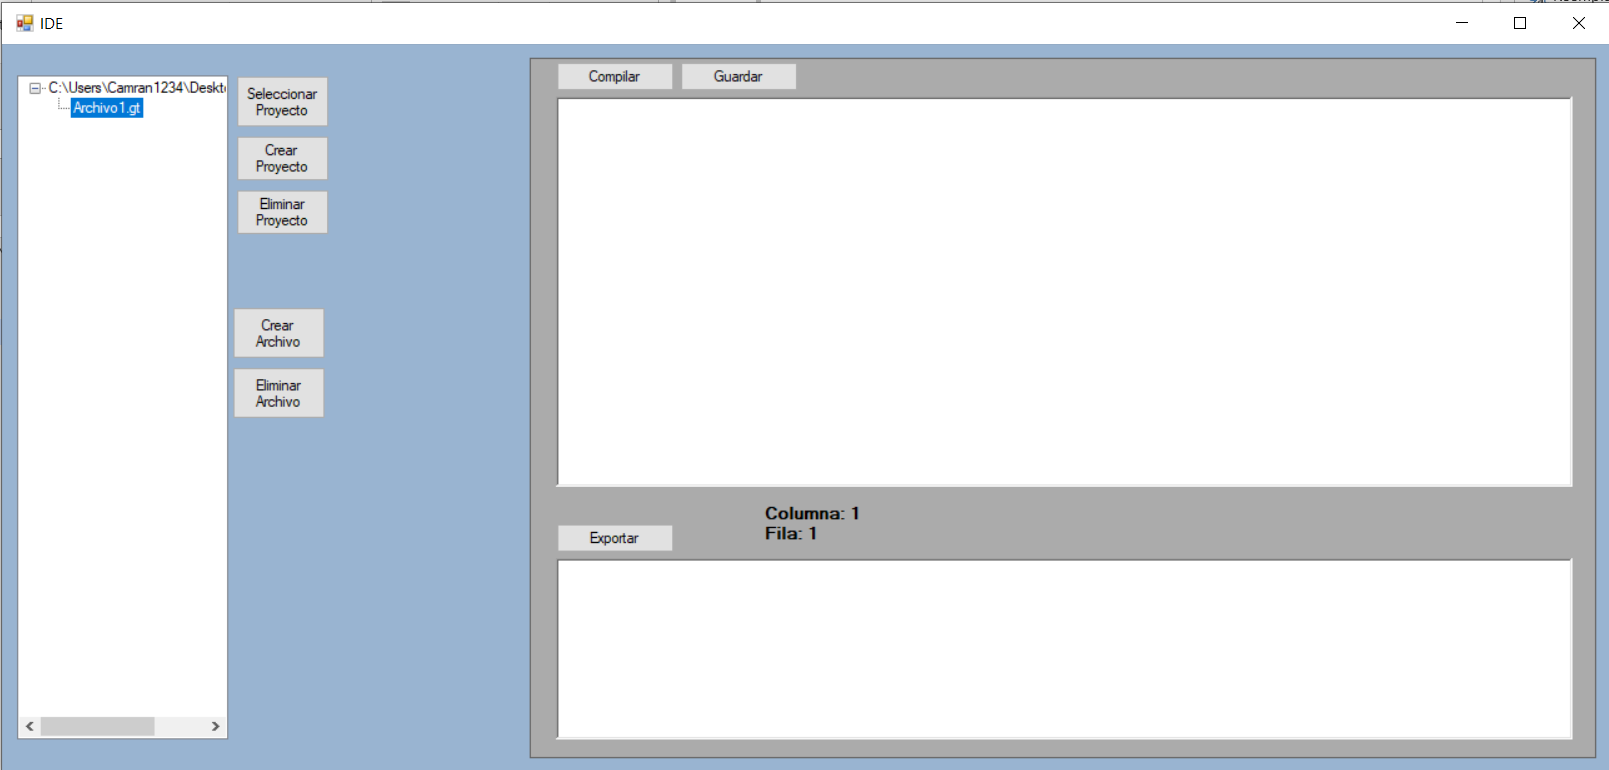 IDE
C:\Users\Camran1234\Deskt
Archivo1.gt
Seleccionar
Proyecto
Crear
Proyecto
Eliminar
Proyecto
Crear
Archivo
Eliminar
Archivo
Compilar
Guardar
Columna: 1
Fila: 1
Exportar